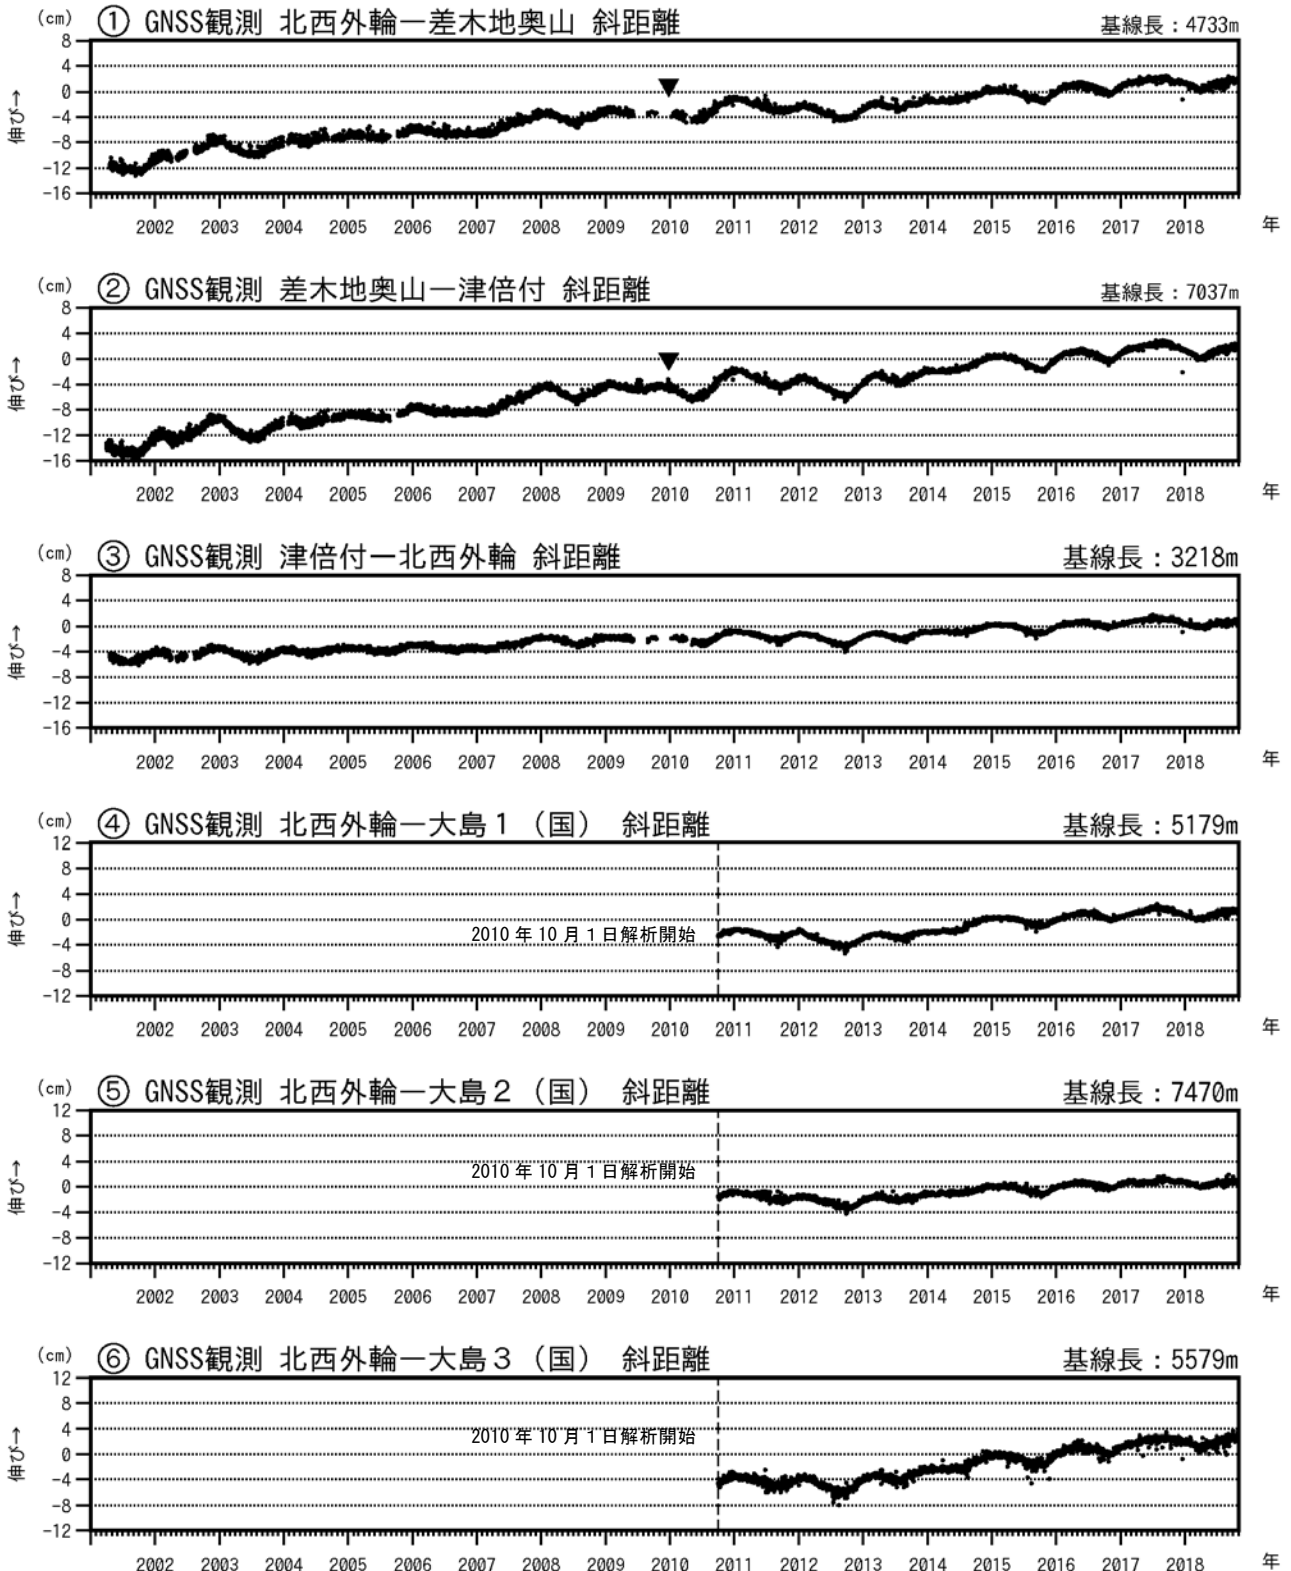 (cm) ① GNSS観測 北西外輪ー差木地奥山 斜距離 基線長：4733m
8
4
0
-4
-8
-12
-16
伸び→
2002 2003 2004 2005 2006 2007 2008 2009 2010 2011 2012 2013 2014 2015 2016 2017 2018 年
(cm) ② GNSS観測 差木地奥山ー津倍付 斜距離 基線長：7037m
8
4
0
-4
-8
-12
-16
伸び→
2002 2003 2004 2005 2006 2007 2008 2009 2010 2011 2012 2013 2014 2015 2016 2017 2018 年
(cm) ③ GNSS観測 津倍付ー北西外輪 斜距離 基線長：3218m
8
4
0
-4
-8
-12
-16
伸び→
2002 2003 2004 2005 2006 2007 2008 2009 2010 2011 2012 2013 2014 2015 2016 2017 2018 年
(cm) ④ GNSS観測 北西外輪ー大島１（国） 斜距離 基線長：5179m
12
8
4
0
-4
-8
-12
伸び→
2010年10月1日解析開始
2002 2003 2004 2005 2006 2007 2008 2009 2010 2011 2012 2013 2014 2015 2016 2017 2018 年
(cm) ⑤ GNSS観測 北西外輪ー大島２（国） 斜距離 基線長：7470m
12
8
4
0
-4
-8
-12
伸び→
2010年10月1日解析開始
2002 2003 2004 2005 2006 2007 2008 2009 2010 2011 2012 2013 2014 2015 2016 2017 2018 年
(cm) ⑥ GNSS観測 北西外輪ー大島３（国） 斜距離 基線長：5579m
12
8
4
0
-4
-8
-12
伸び→
2010年10月1日解析開始
2002 2003 2004 2005 2006 2007 2008 2009 2010 2011 2012 2013 2014 2015 2016 2017 2018 年